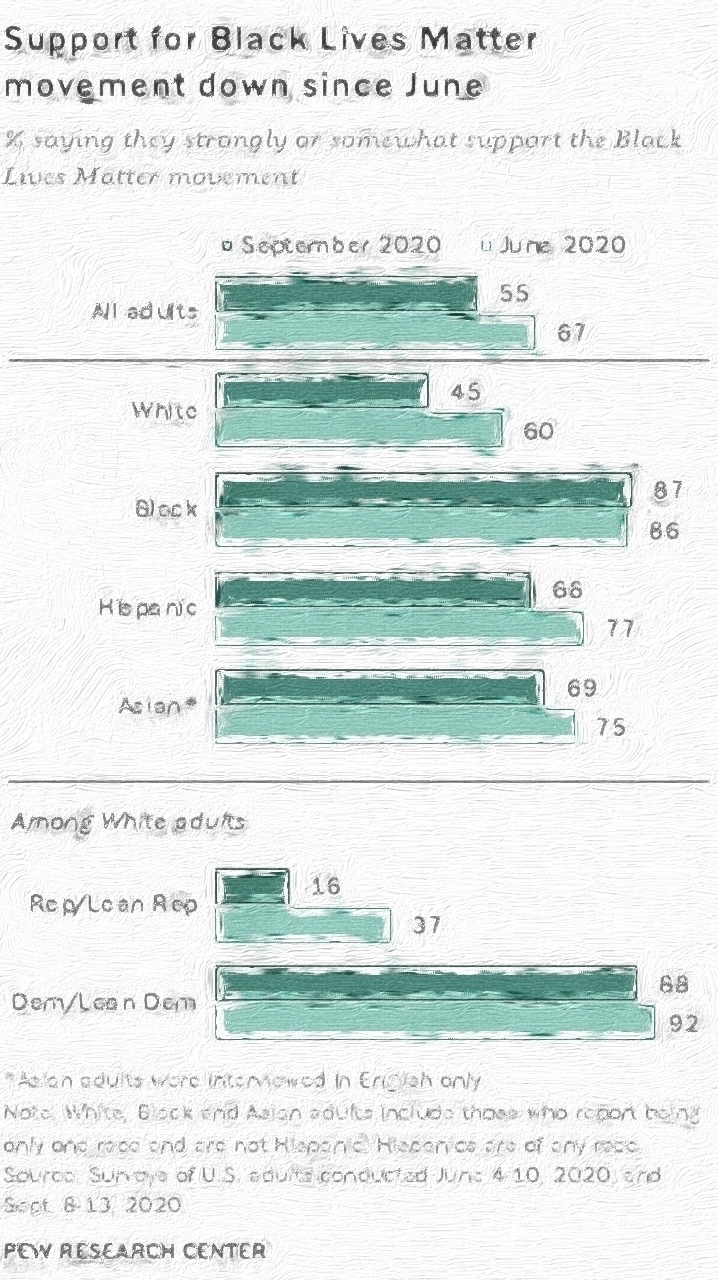 Support for Black Lives Matter
movement down since June
% saying they strongly or somewhat support the Black
Lives Matter movement
September 2020 June 2020
All adults 55
67
White 45
60
Black 87
86
Hispanic 66
77
Asian* 69
75
Among White adults
Rep/Lean Rep 16
37
Dem/Lean Dem 88
92
*Asian adults were interviewed in English only.
Note: White, Black and Asian adults include those who report being
only one race and are not Hispanic. Hispanics are of any race.
Source: Surveys of U.S. adults conducted June 4-10, 2020, and
Sept. 8-13, 2020.
PEW RESEARCH CENTER